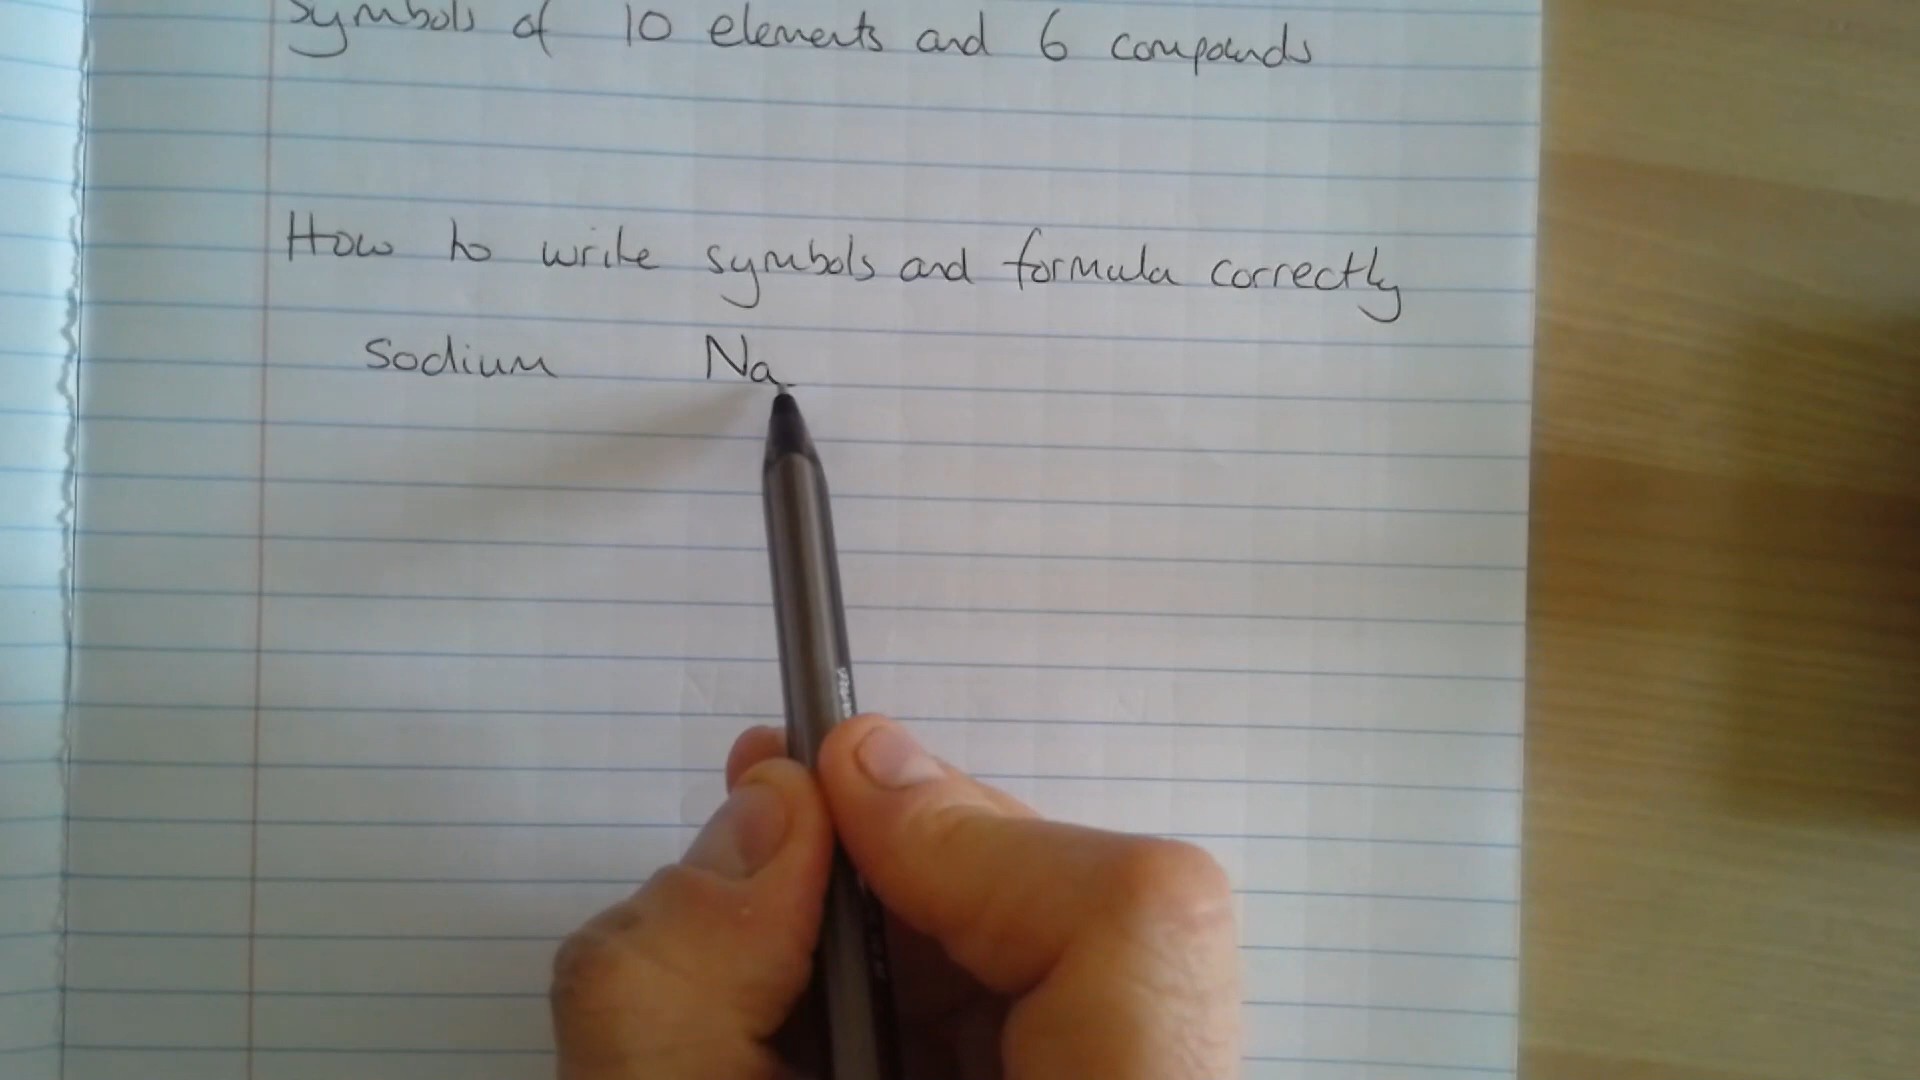 symbols of 10 elements and 6 compounds
How to write symbols and formula correctly
Sodium Na